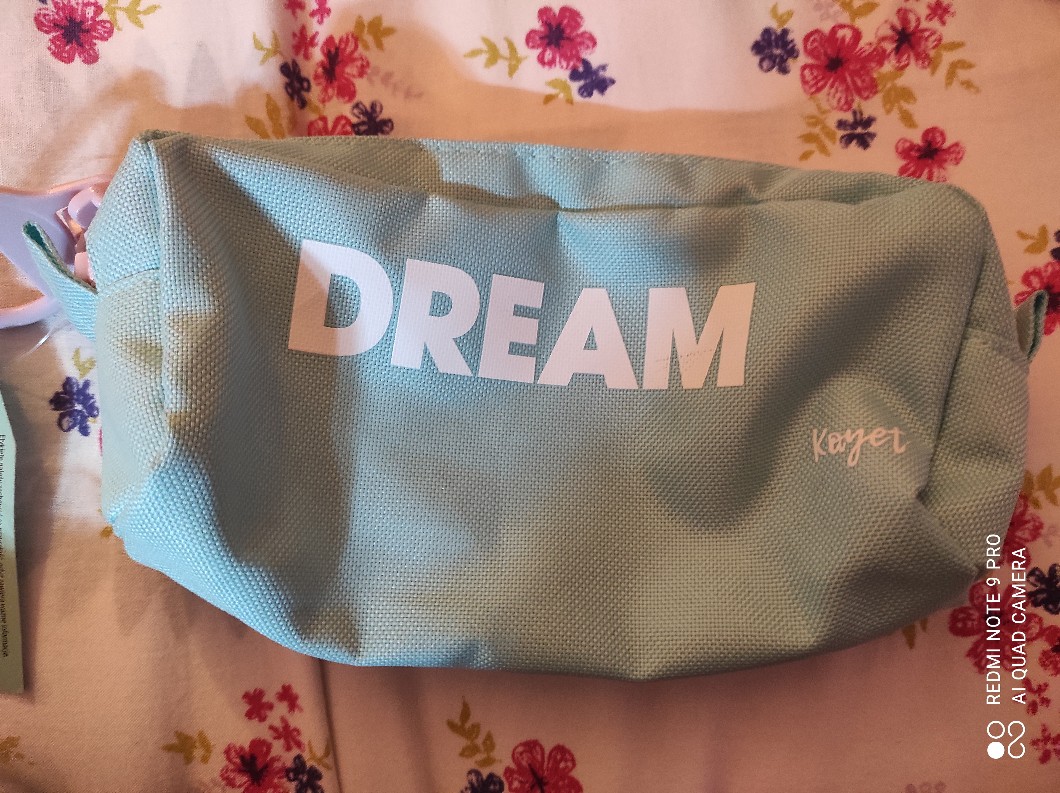 DREAM
Kayet
REDMI NOTE 9 PRO
AI QUAD CAMERA